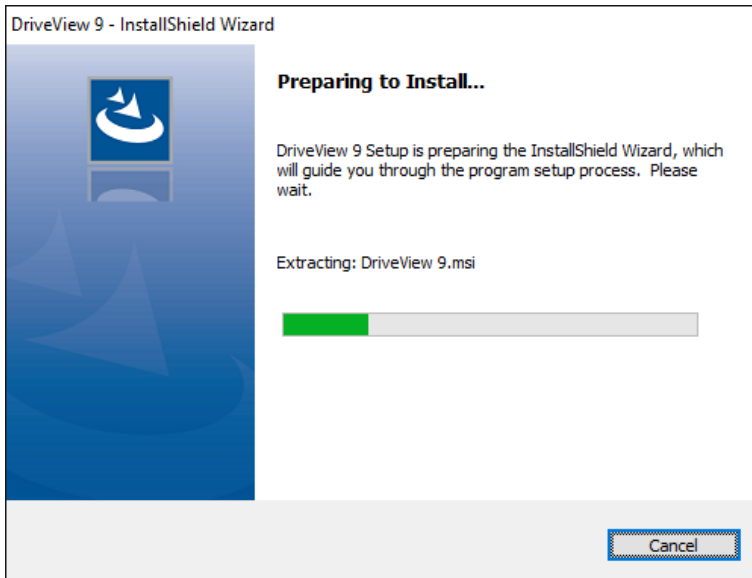 DriveView 9 - InstallShield Wizard
Preparing to Install...
DriveView 9 Setup is preparing the InstallShield Wizard, which
will guide you through the program setup process.  Please
wait.
Extracting: DriveView 9.msi
Cancel